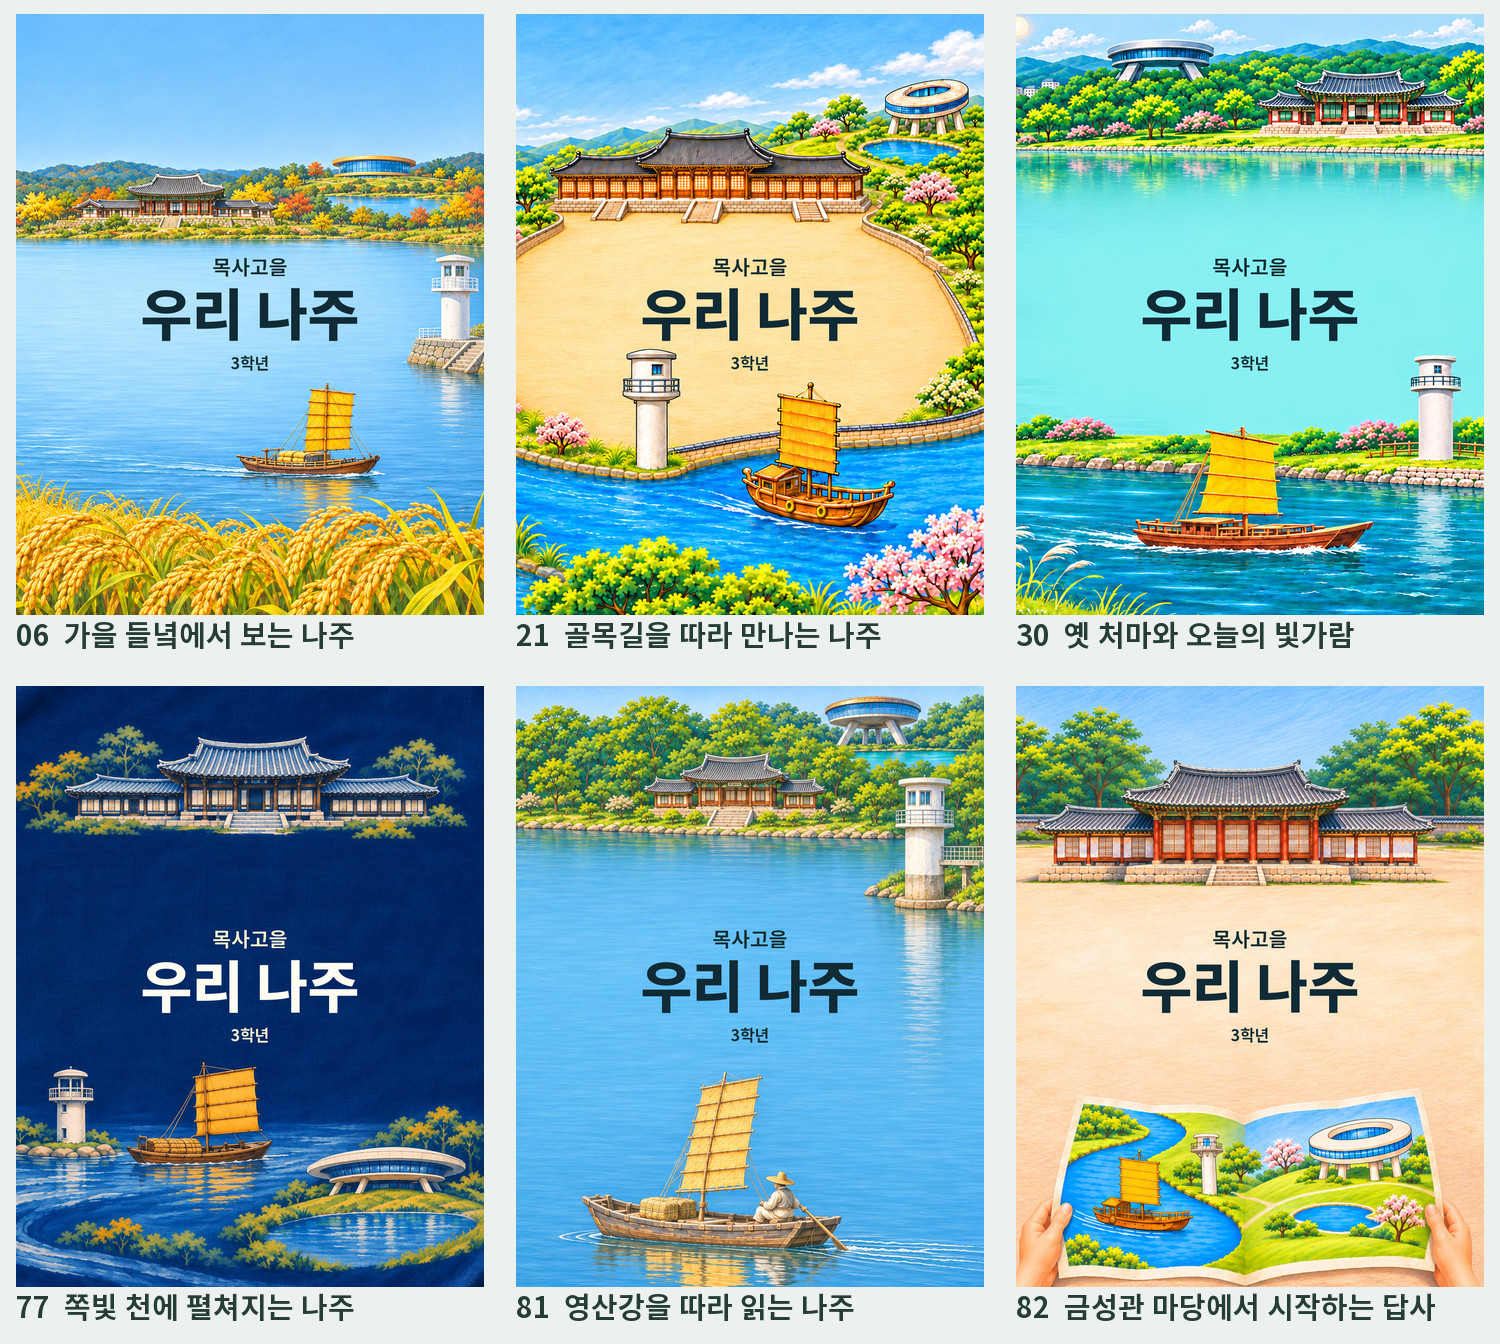 목사고을
우리 나주
3학년
06 가을 들녘에서 보는 나주
목사고을
우리 나주
3학년
21 골목길을 따라 만나는 나주
목사고을
우리 나주
3학년
30 옛 처마와 오늘의 빛가람
목사고을
우리 나주
3학년
77 쪽빛 천에 펼쳐지는 나주
목사고을
우리 나주
3학년
81 영산강을 따라 읽는 나주
목사고을
우리 나주
3학년
82 금성관 마당에서 시작하는 답사